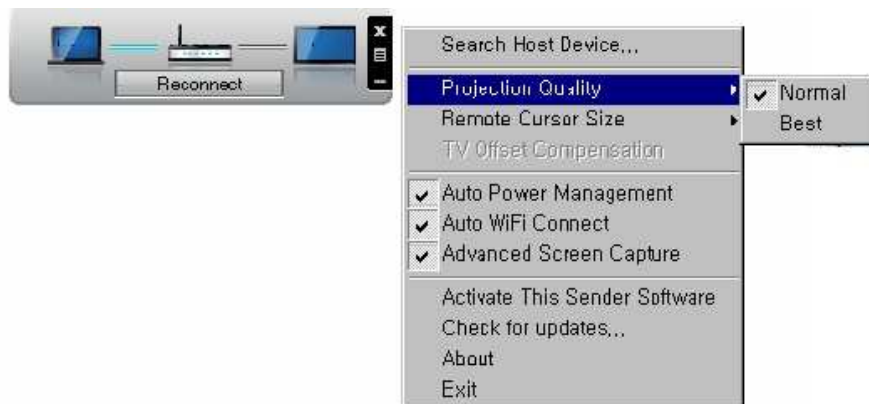 X
Reconnect
Search Host Device...
Projection Quality
Normal
Best
Remote Cursor Size
TV Offset Compensation
Auto Power Management
Auto WiFi Connect
Advanced Screen Capture
Activate This Sender Software
Check for updates...
About
Exit